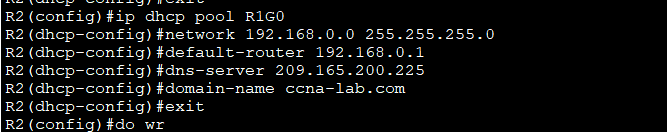 R2(config)#exit
R2(config)#ip dhcp pool R1G0
R2(dhcp-config)#network 192.168.0.0 255.255.255.0
R2(dhcp-config)#default-router 192.168.0.1
R2(dhcp-config)#dns-server 209.165.200.225
R2(dhcp-config)#domain-name ccna-lab.com
R2(dhcp-config)#exit
R2(config)#do wr